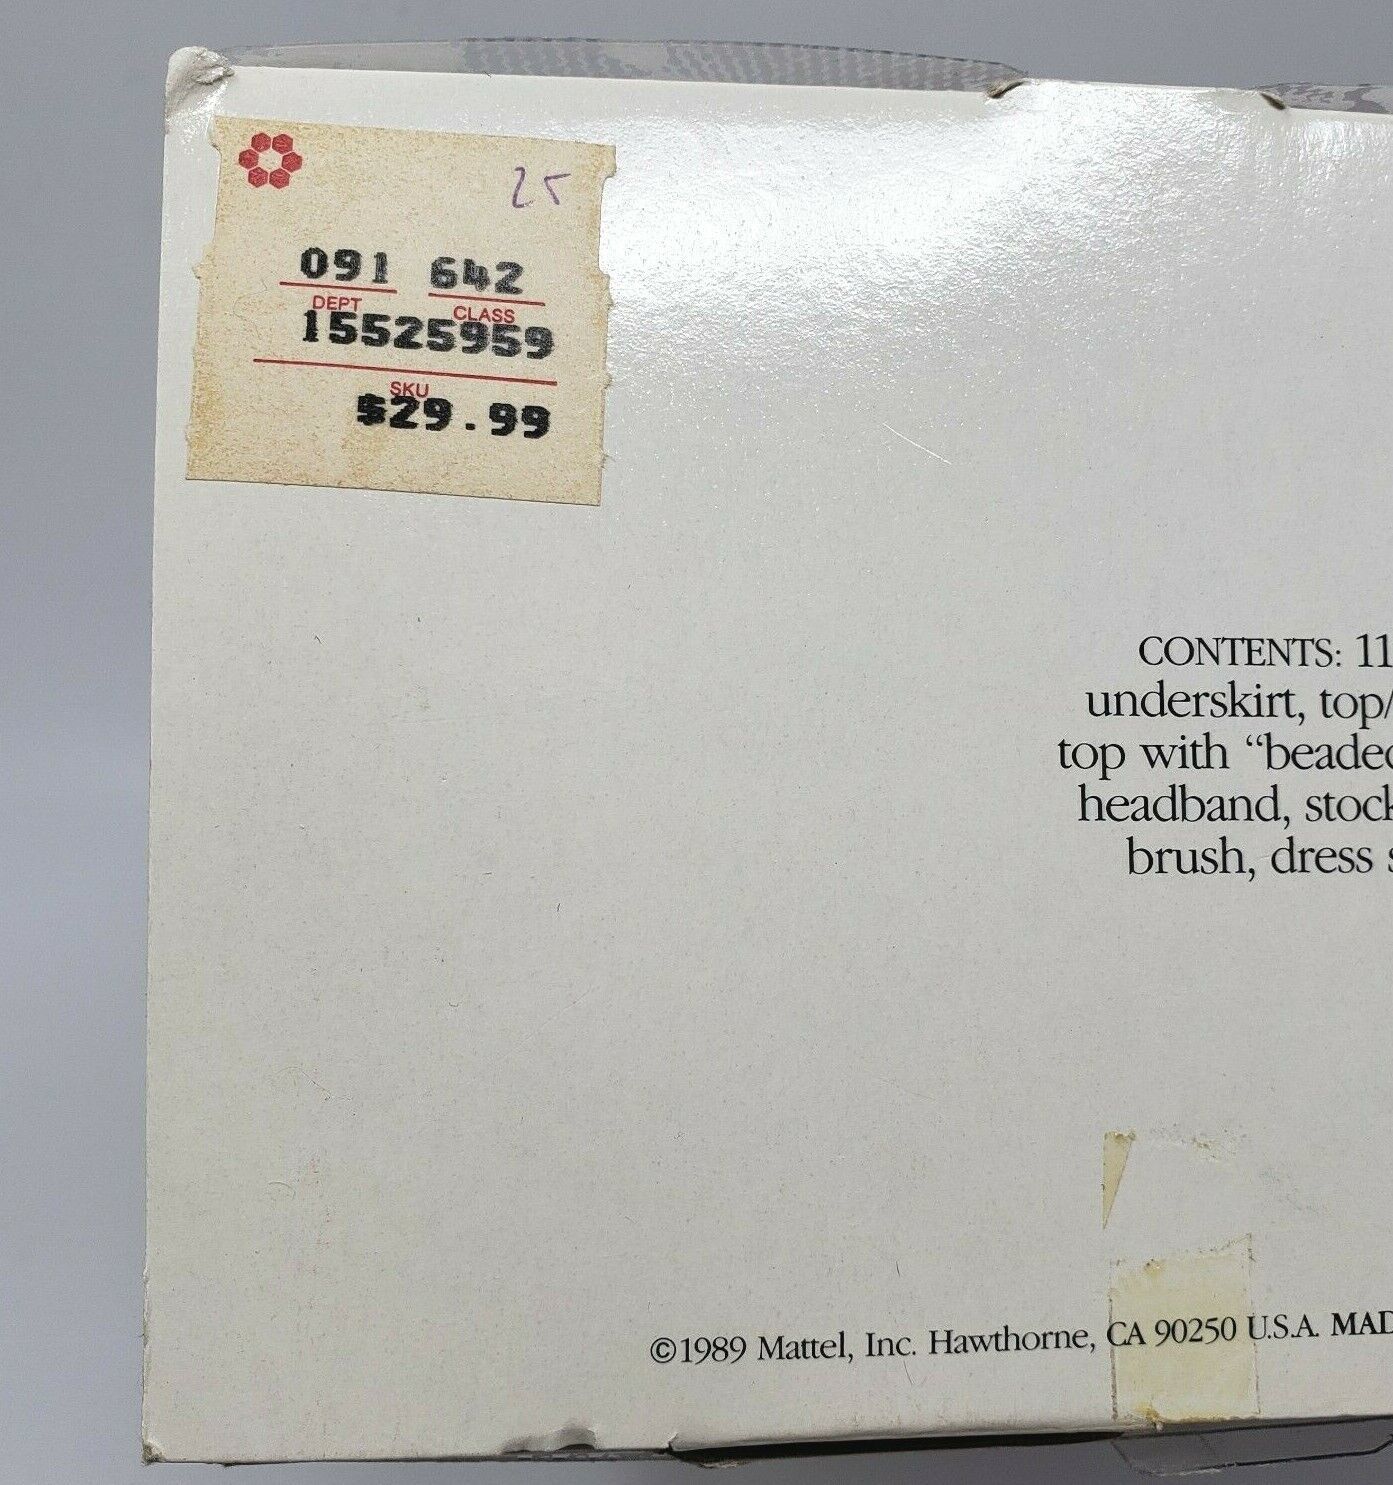 25
091 642
DEPT CLASS
15525959
SKU
$29.99
CONTENTS: 11
underskirt, top/
top with “beaded
headband, stock
brush, dress s
©1989 Mattel, Inc. Hawthorne, CA 90250 U.S.A. MAD